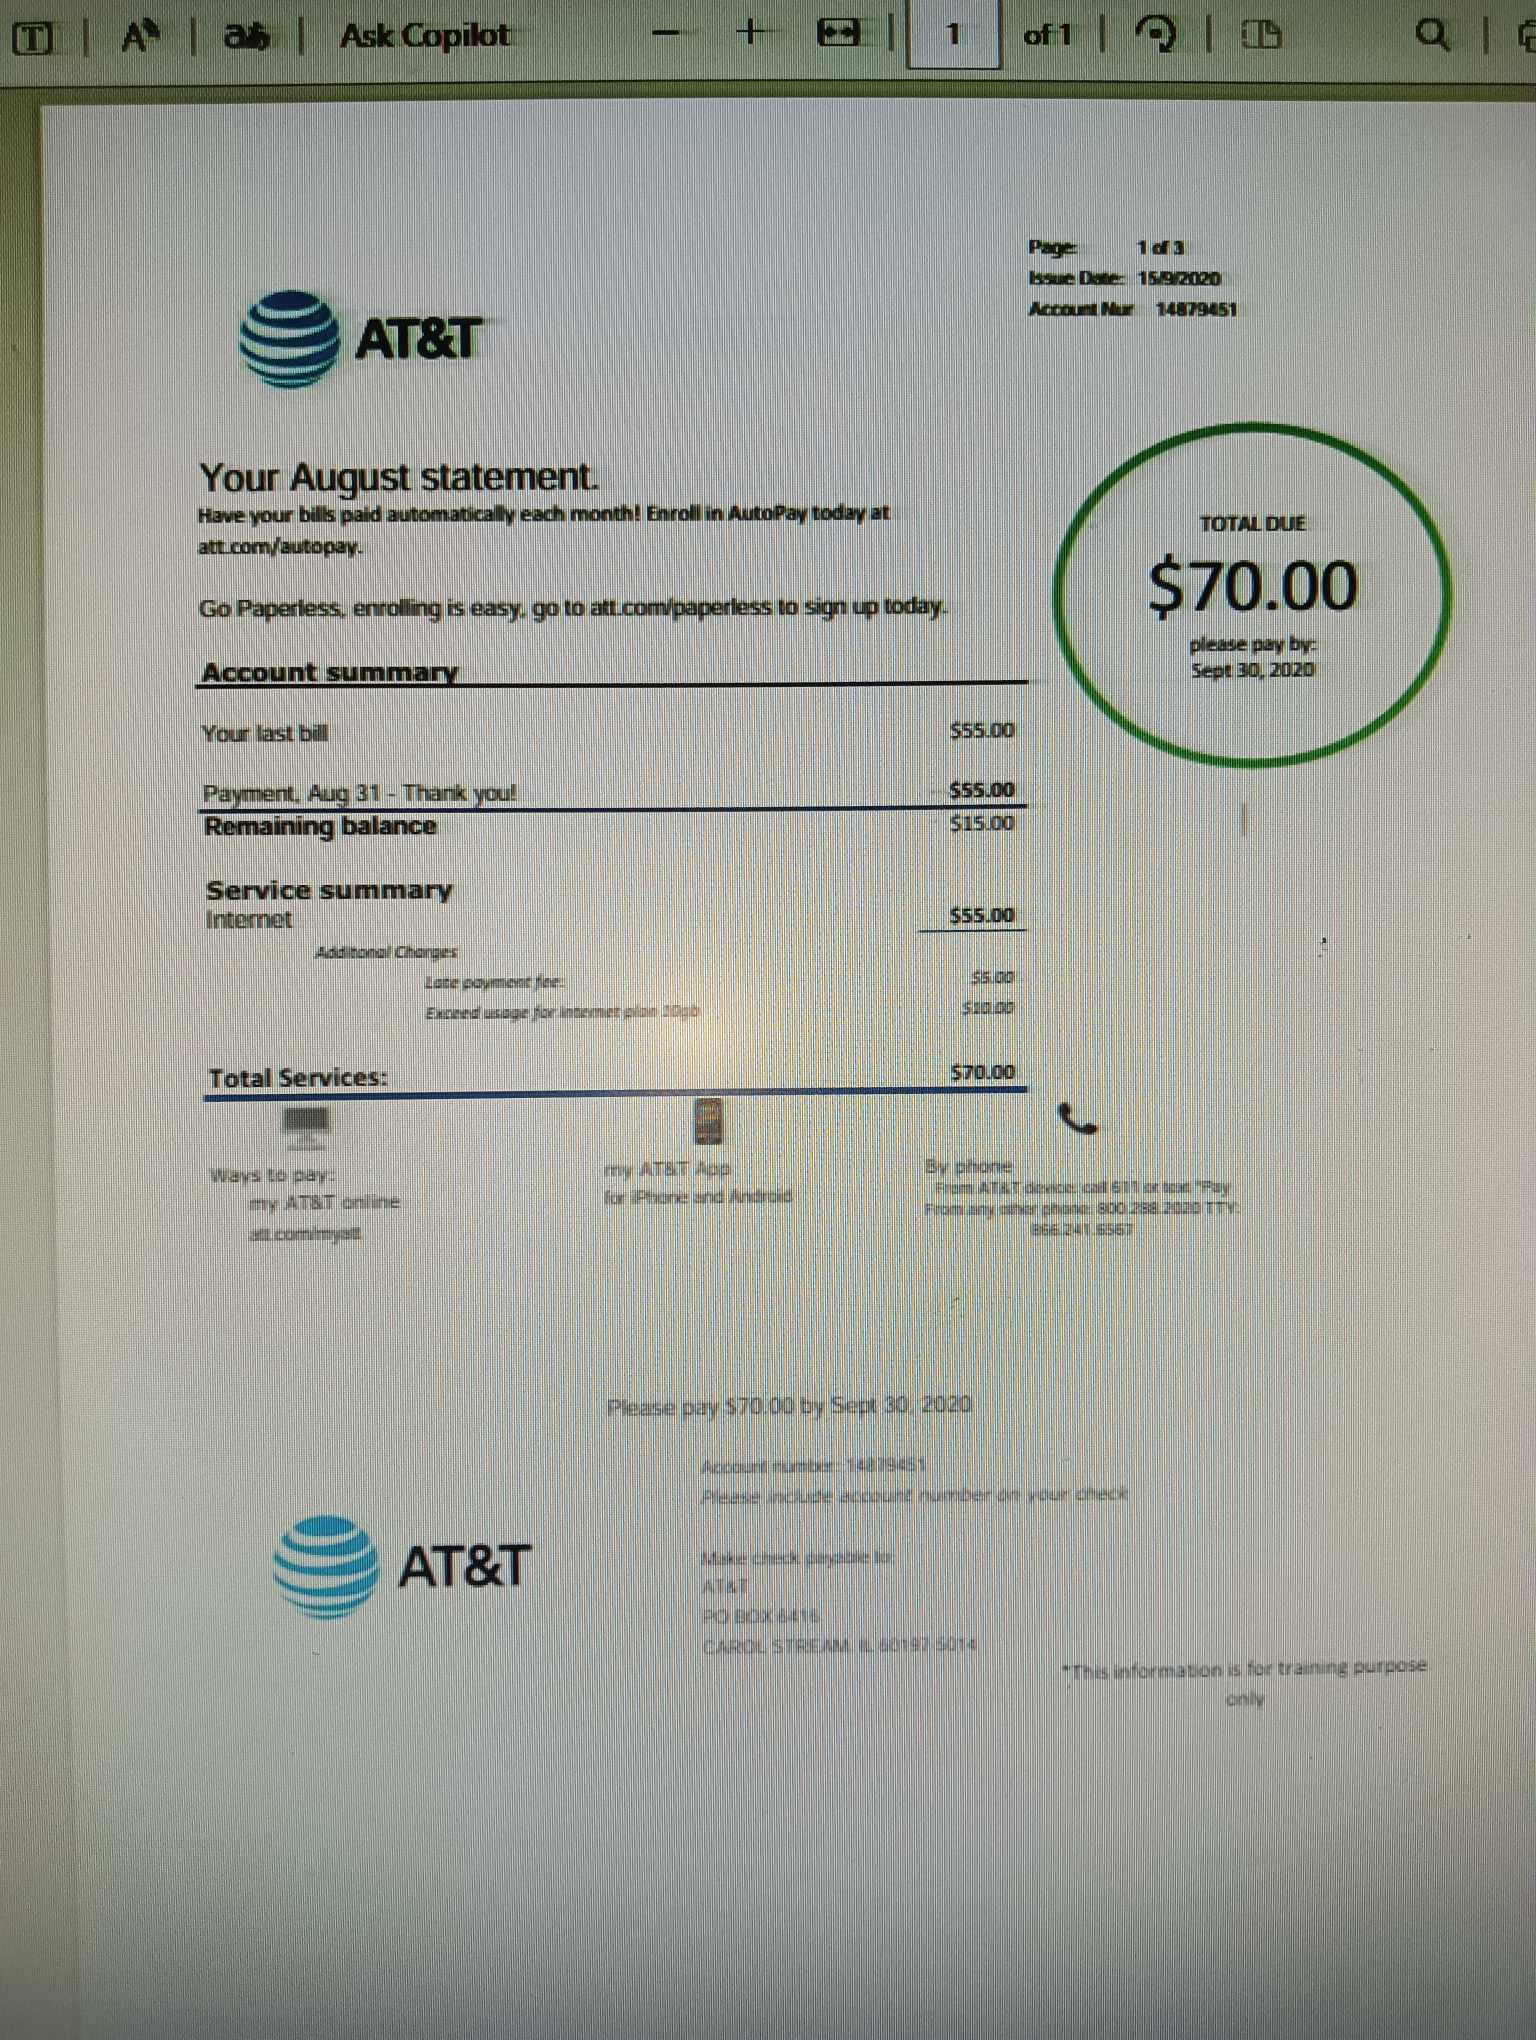 Ask Copilot
1 of 1
Page: 1 of 3
Issue Date: 15/9/2020
Account Nur 14879451
AT&T
Your August statement.
Have your bills paid automatically each month! Enroll in AutoPay today at
att.com/autopay.
Go Paperless, enrolling is easy, go to att.com/paperless to sign up today.
TOTAL DUE
$70.00
please pay by:
Sept 30, 2020
Account summary
Your last bill $55.00
Payment, Aug 31 - Thank you! $55.00
Remaining balance $15.00
Service summary
Internet $55.00
Additonal Charges
Late payment fee: $5.00
Exceed usage for internet plan 10gb $10.00
Total Services: $70.00
Ways to pay:
my AT&T online
att.com/myatt
my AT&T App
for iPhone and Android
By phone
From AT&T device: call 611 or text "Pay
From any other phone: 800.288.2020 TTY:
866.241.6567
Please pay $70.00 by Sept 30, 2020
Account number: 14879451
Please include account number on your check
AT&T
Make check payable to:
AT&T
PO BOX 6416
CAROL STREAM, IL 60197-5014
*This information is for training purpose
only